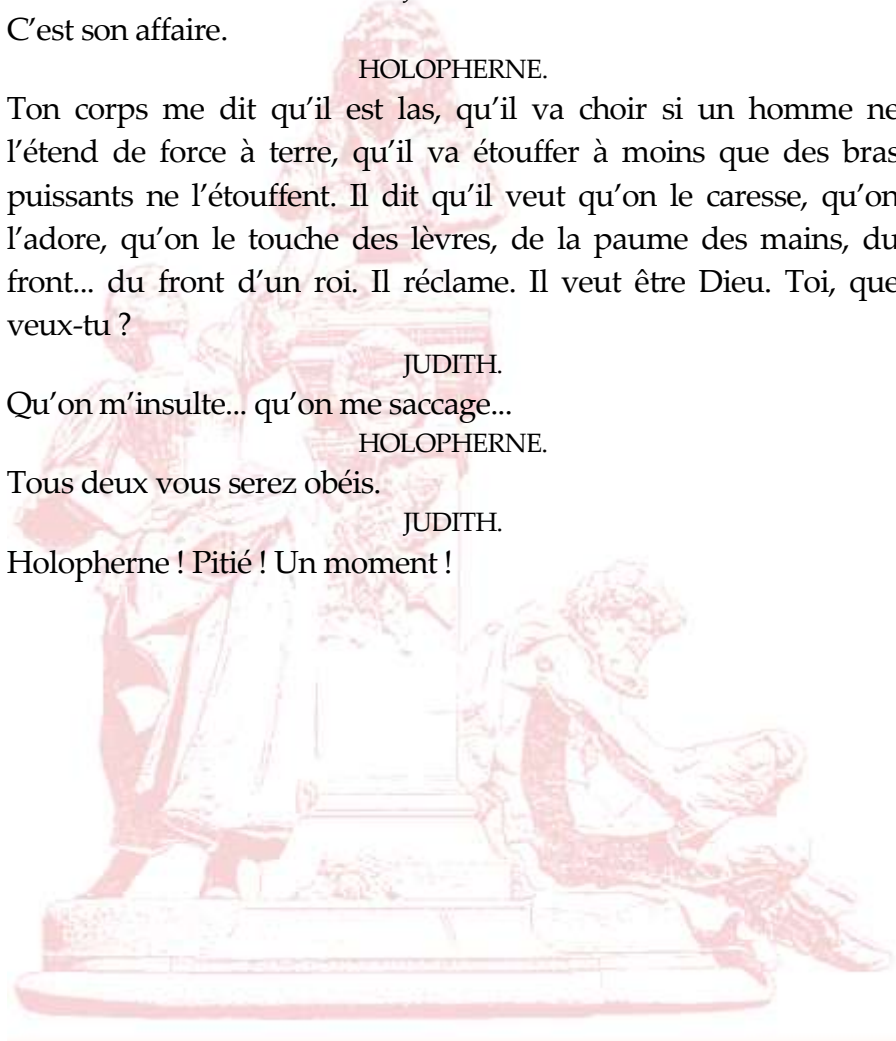 C’est son affaire.
HOLOPHERNE.
Ton corps me dit qu’il est las, qu’il va choir si un homme ne
l’étend de force à terre, qu’il va étouffer à moins que des bras
puissants ne l’étouffent. Il dit qu’il veut qu’on le caresse, qu’on
l’adore, qu’on le touche des lèvres, de la paume des mains, du
front... du front d’un roi. Il réclame. Il veut être Dieu. Toi, que
veux-tu ?
JUDITH.
Qu’on m’insulte... qu’on me saccage...
HOLOPHERNE.
Tous deux vous serez obéis.
JUDITH.
Holopherne ! Pitié ! Un moment !